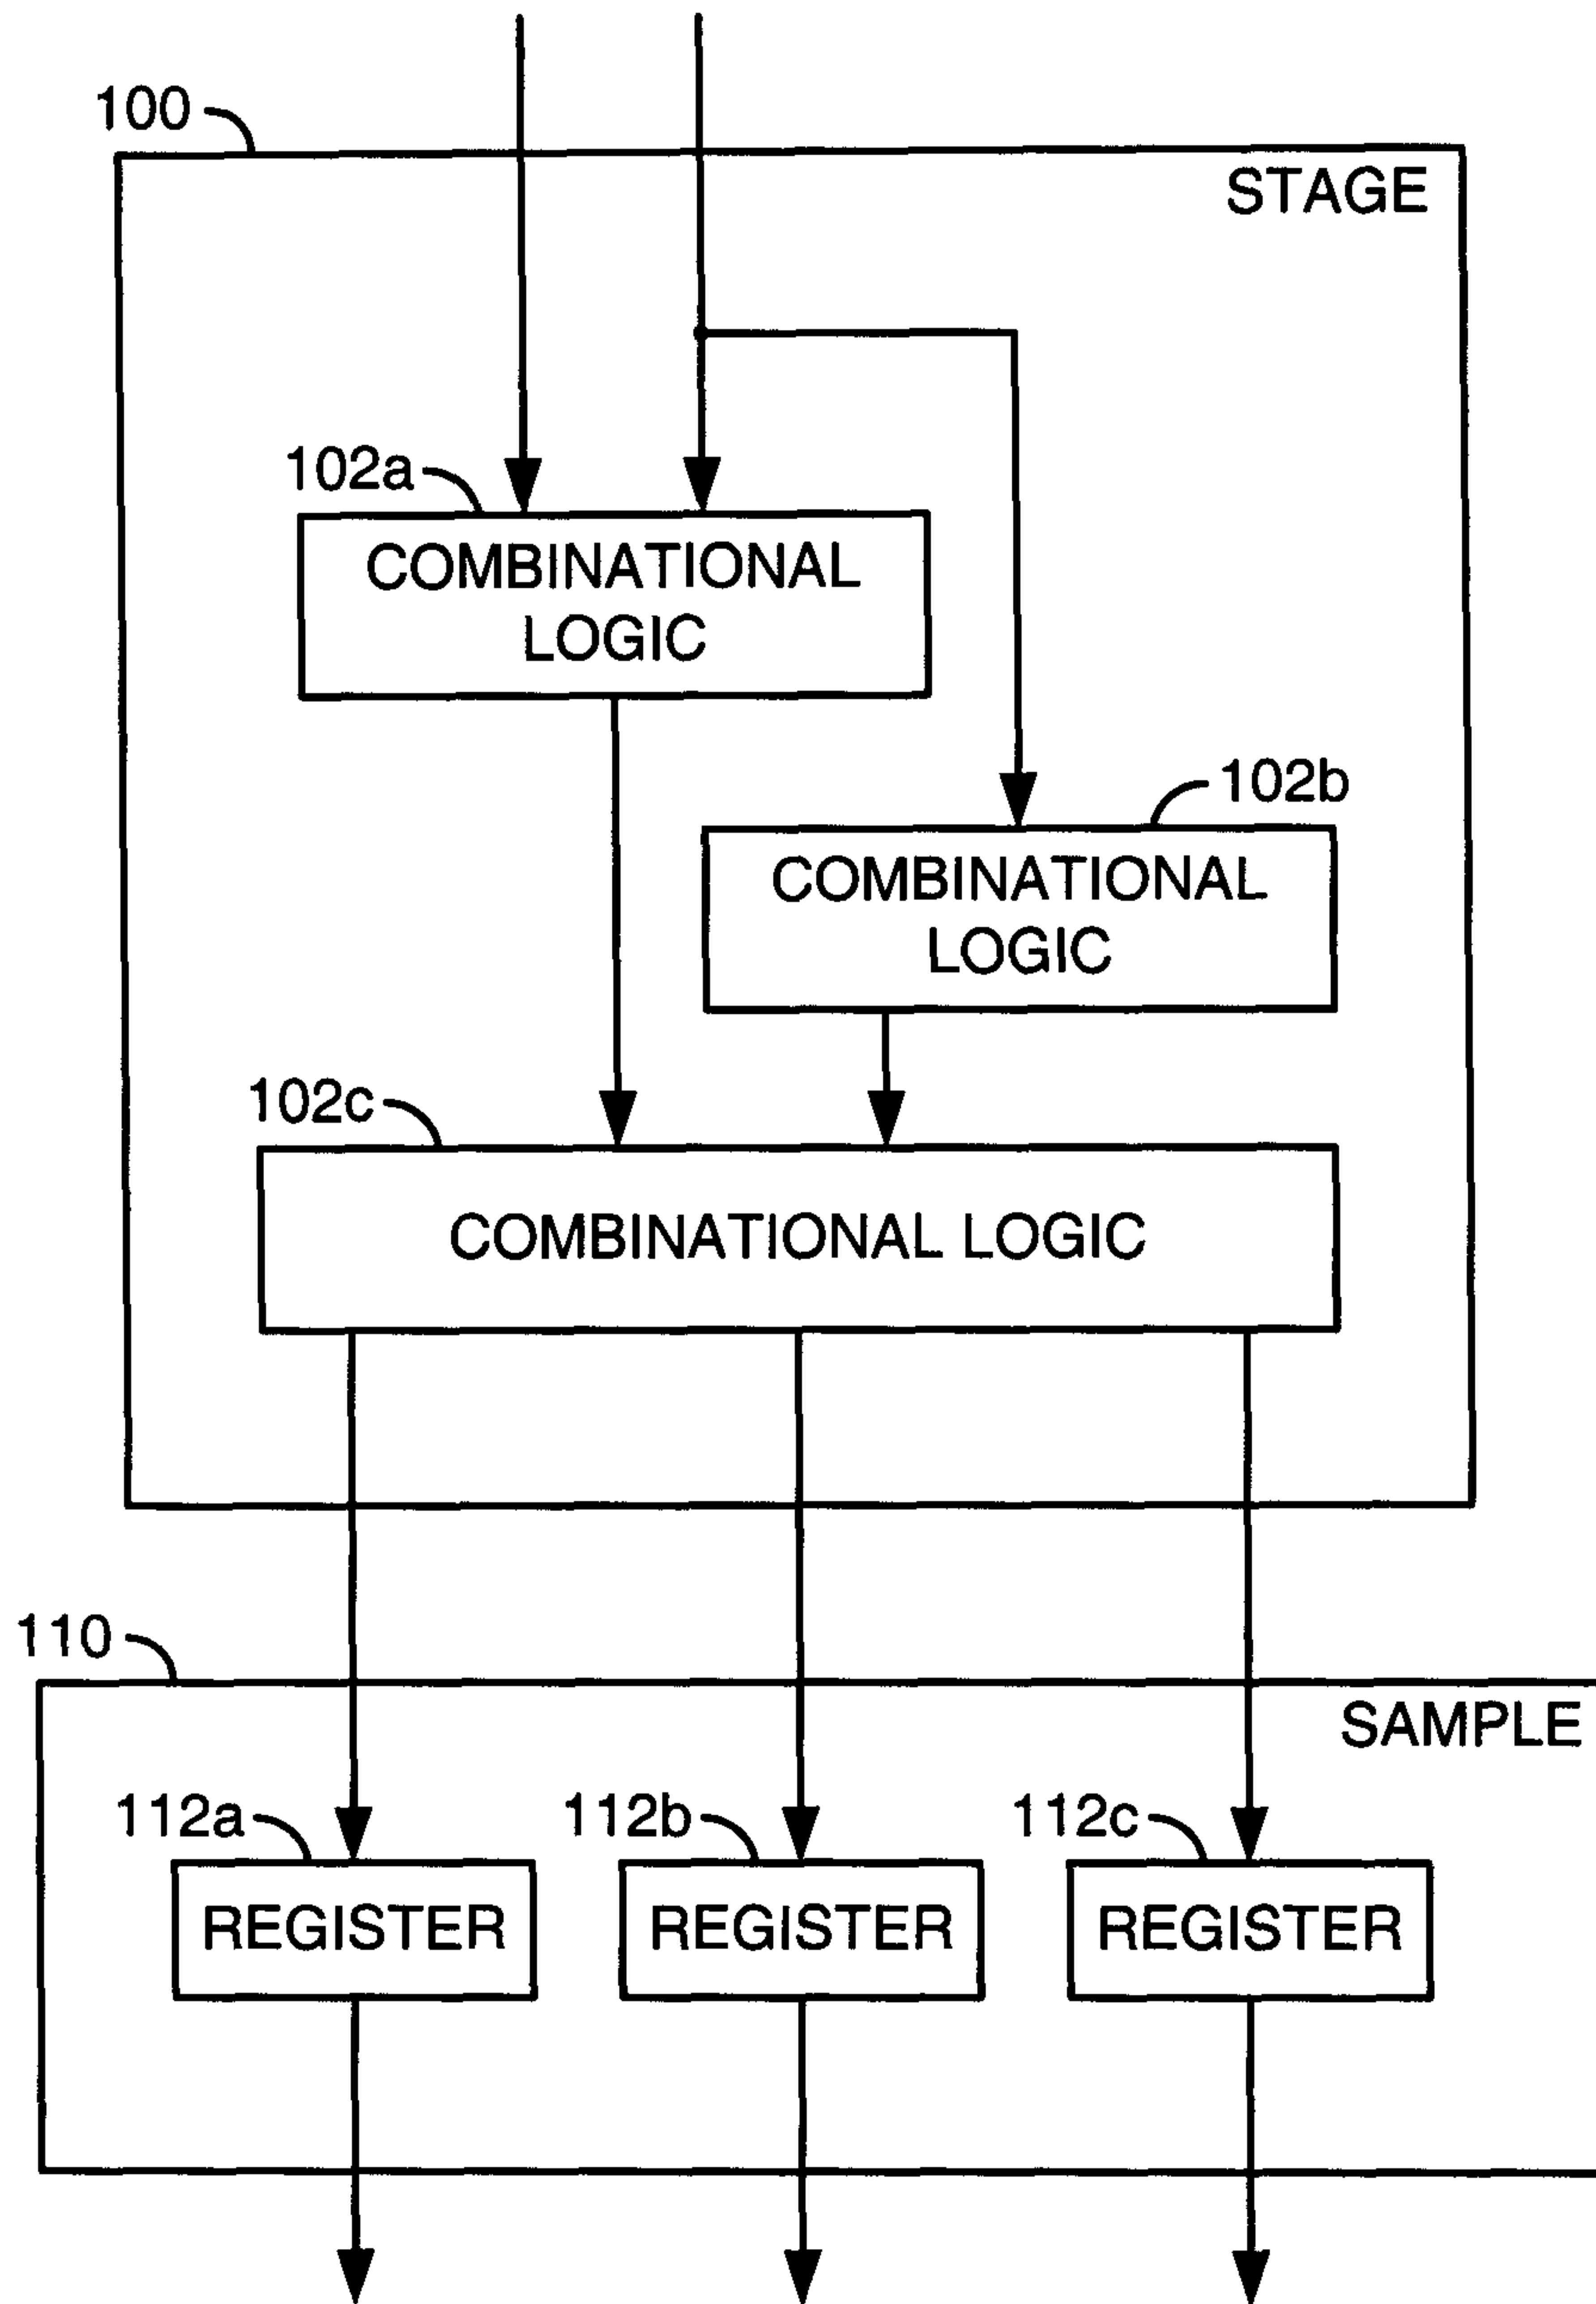 100
STAGE
102a
COMBINATIONAL
LOGIC
102b
COMBINATIONAL
LOGIC
102c
COMBINATIONAL LOGIC
110
SAMPLE
112a
112b
112c
REGISTER
REGISTER
REGISTER